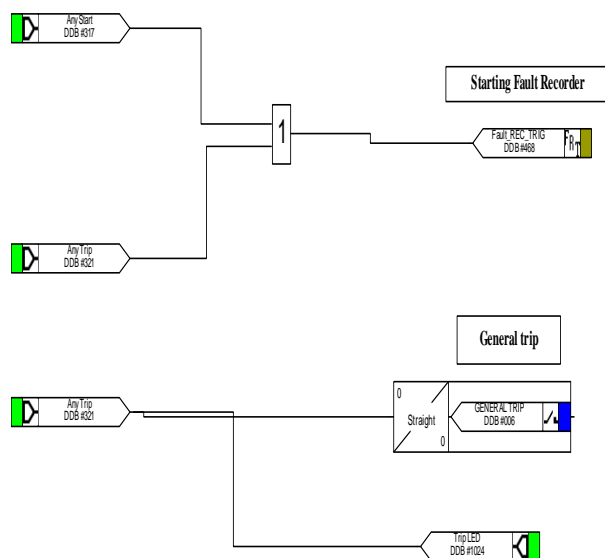 Any Start
DDB #317
Starting Fault Recorder
1
Fault_REC_TRIG
DDB #468
FRT
Any Trip
DDB #321
General trip
Any Trip
DDB #321
0
Straight
0
GENERAL TRIP
DDB #006
Trip LED
DDB #1024